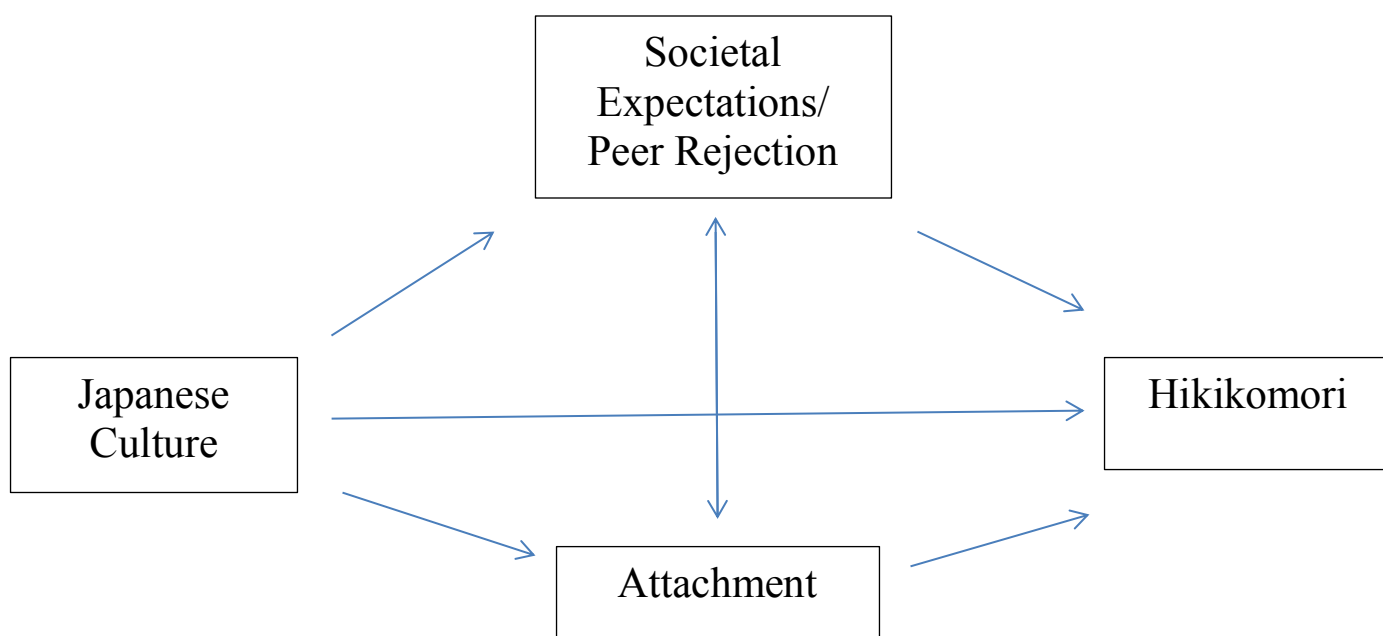 Societal
Expectations/
Peer Rejection
Japanese
Culture
Hikikomori
Attachment